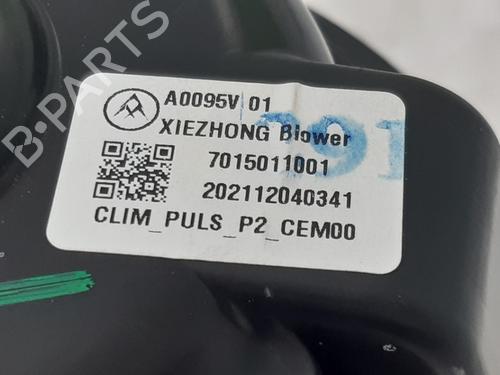 A0095V 01
XIEZHONG Blower
7015011001
202112040341
CLIM_PULS_P2_CEM00
B-PARTS